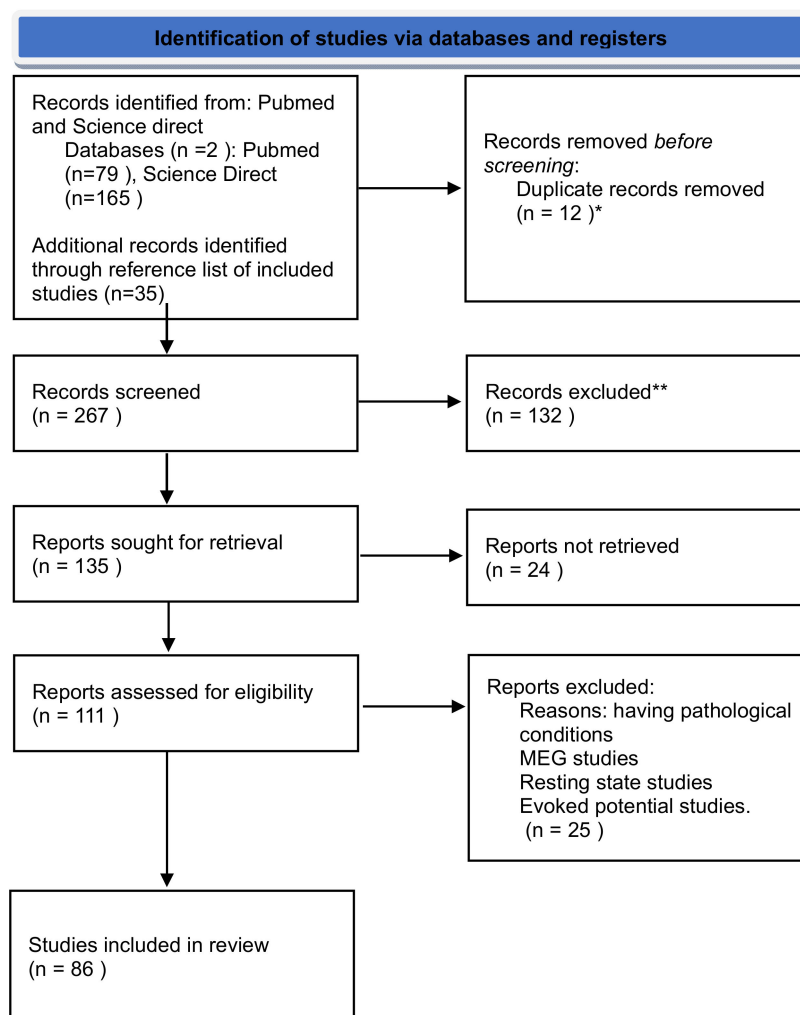 Identification of studies via databases and registers
Records identified from: Pubmed
and Science direct
Databases (n =2 ): Pubmed
(n=79 ), Science Direct
(n=165 )
Additional records identified
through reference list of included
studies (n=35)
Records removed before
screening:
Duplicate records removed
(n = 12 )*
Records screened
(n = 267 )
Records excluded**
(n = 132 )
Reports sought for retrieval
(n = 135 )
Reports not retrieved
(n = 24 )
Reports assessed for eligibility
(n = 111 )
Reports excluded:
Reasons: having pathological
conditions
MEG studies
Resting state studies
Evoked potential studies.
(n = 25 )
Studies included in review
(n = 86 )